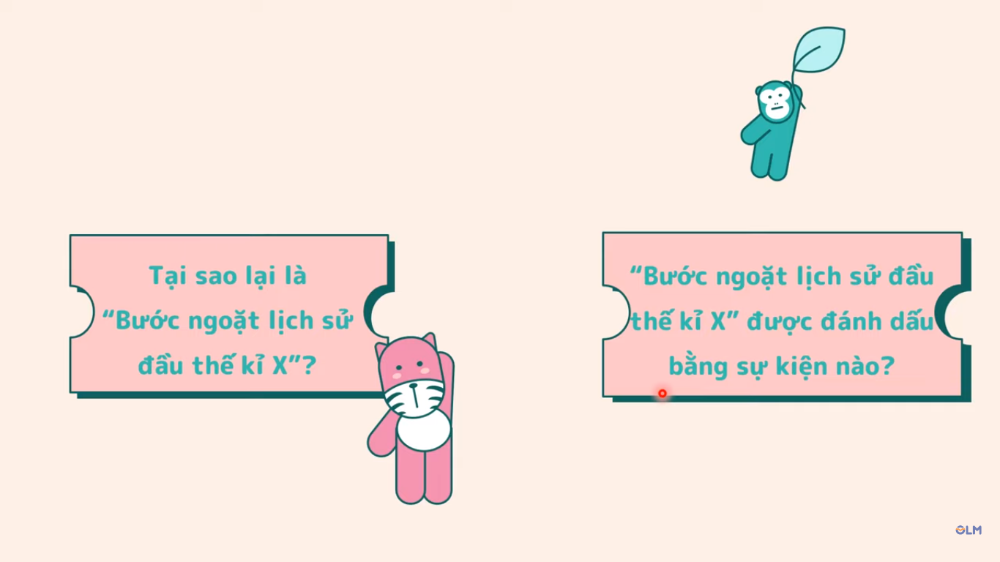 Tại sao lại là
“Bước ngoặt lịch sử
đầu thế kỉ X”?
“Bước ngoặt lịch sử đầu
thế kỉ X” được đánh dấu
bằng sự kiện nào?
OLM